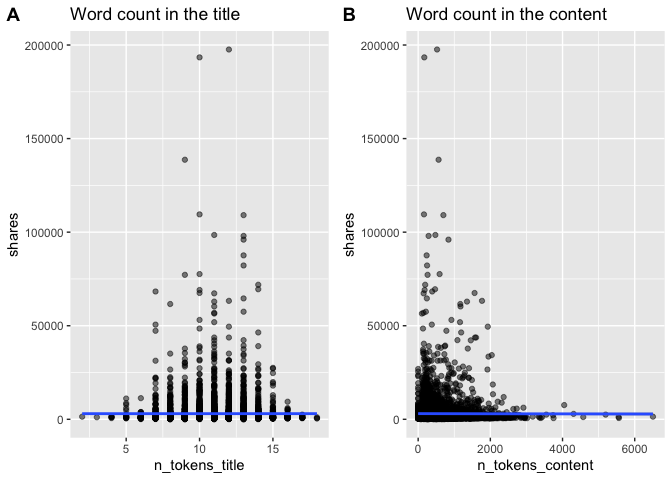 A
Word count in the title
200000
150000
100000
50000
0
shares
5 10 15
n_tokens_title
B
Word count in the content
200000
150000
100000
50000
0
shares
0 2000 4000 6000
n_tokens_content